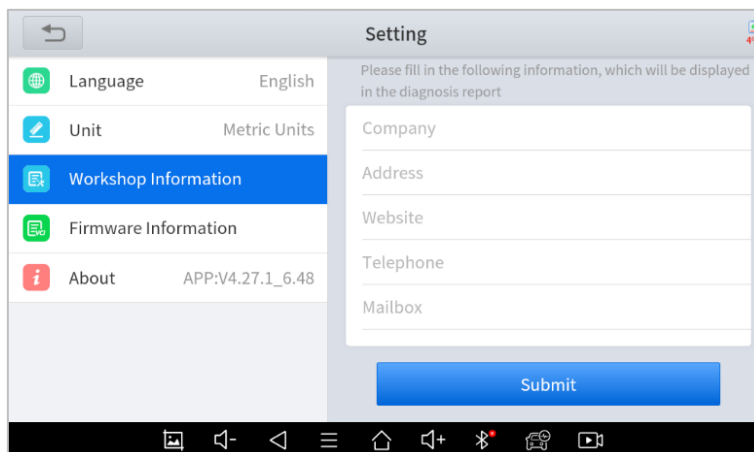 Setting
Language English
Unit Metric Units
Workshop Information
Firmware Information
About APP:V4.27.1_6.48
Please fill in the following information, which will be displayed
in the diagnosis report
Company
Address
Website
Telephone
Mailbox
Submit